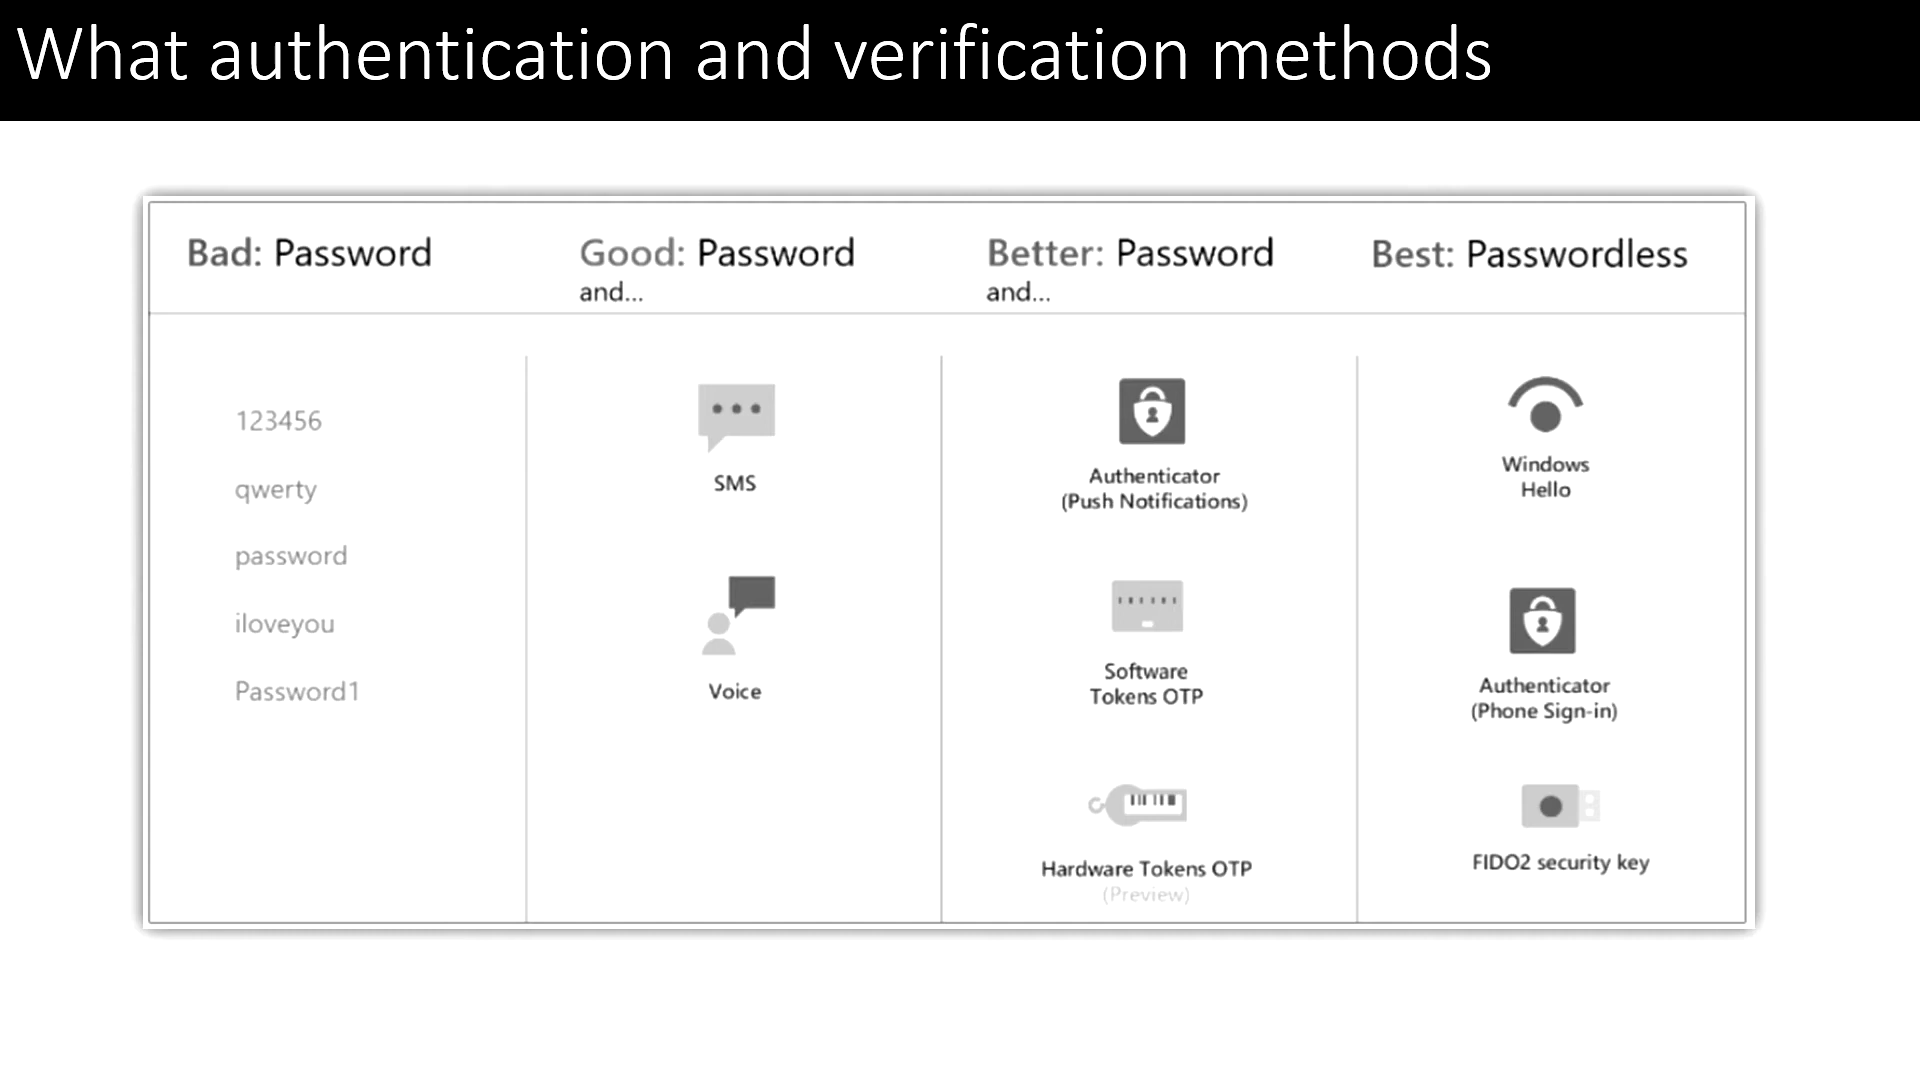 What authentication and verification methods
Bad: Password
Good: Password
and...
Better: Password
and...
Best: Passwordless
123456
qwerty
password
iloveyou
Password1
SMS
Voice
Authenticator
(Push Notifications)
Software
Tokens OTP
Hardware Tokens OTP
(Preview)
Windows
Hello
Authenticator
(Phone Sign-in)
FIDO2 security key